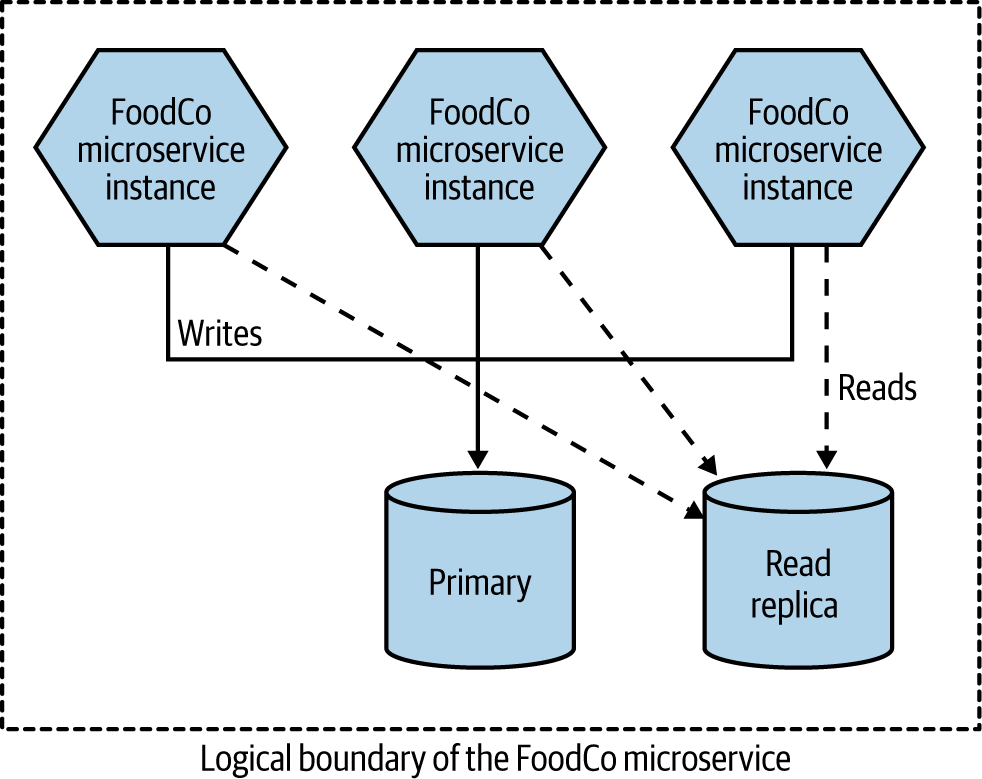 FoodCo
microservice
instance
FoodCo
microservice
instance
FoodCo
microservice
instance
Writes
Reads
Primary
Read
replica
Logical boundary of the FoodCo microservice